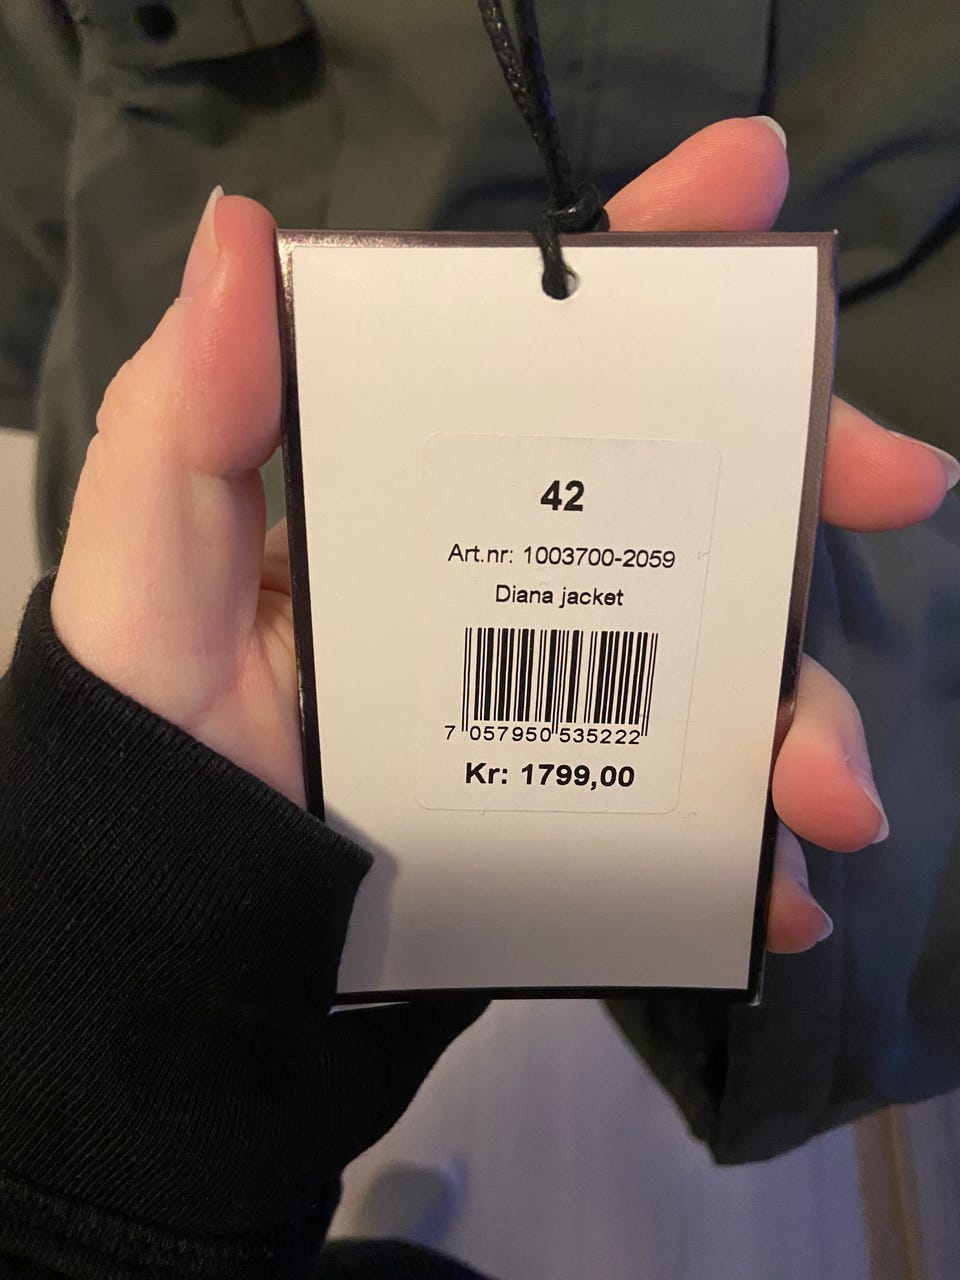 42
Art.nr: 1003700-2059
Diana jacket
7 057950 535222
Kr: 1799,00